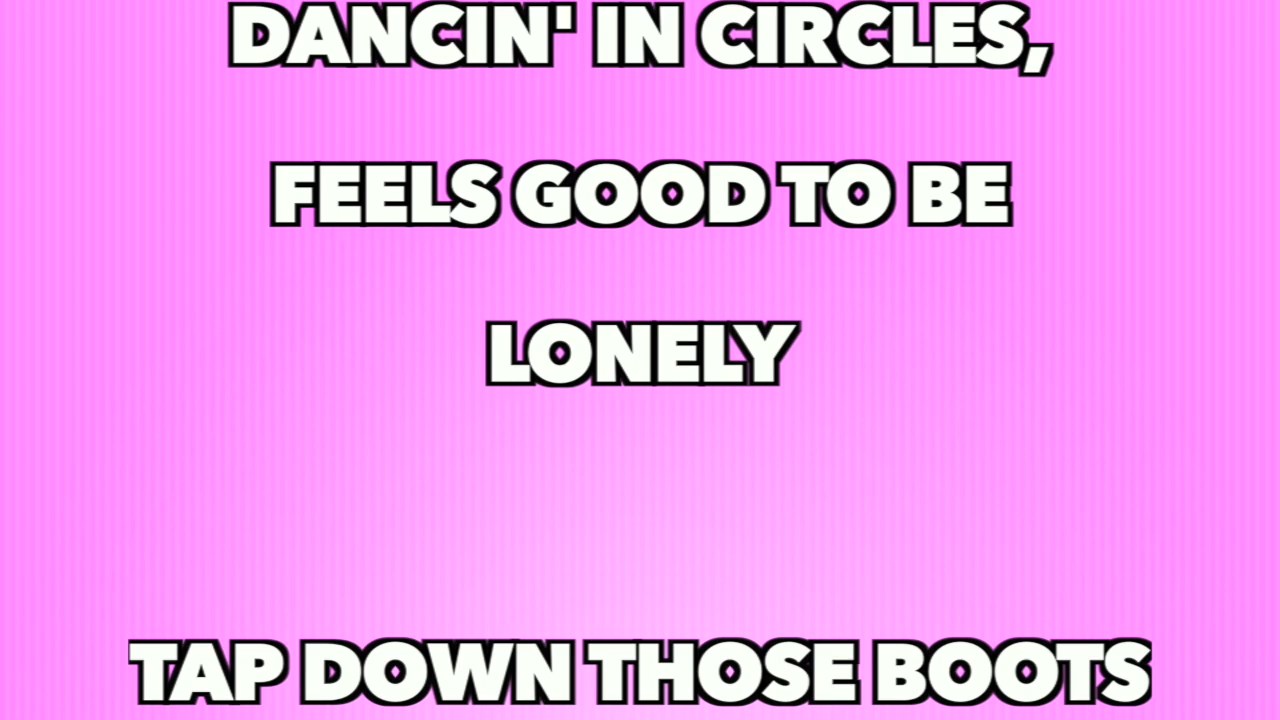 DANCIN' IN CIRCLES,
FEELS GOOD TO BE
LONELY
TAP DOWN THOSE BOOTS